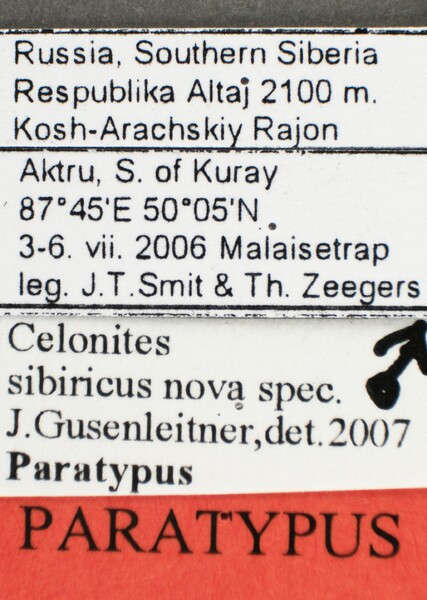 Russia, Southern Siberia
Respublika Altaj 2100 m.
Kosh-Arachskiy Rajon
Aktru, S. of Kuray
87°45'E 50°05'N
3-6. vii. 2006 Malaisetrap
leg. J.T.Smit & Th. Zeegers
Celonites
sibiricus nova spec. ♂
J.Gusenleitner,det.2007
Paratypus
PARATYPUS